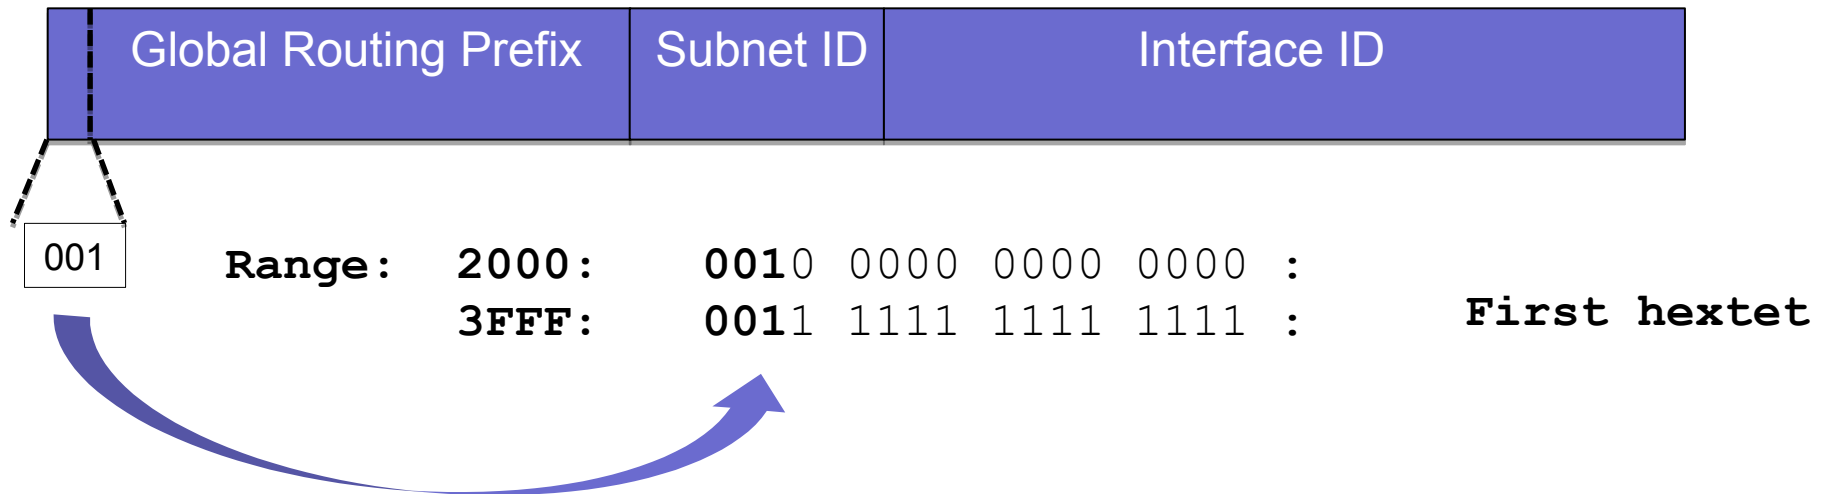 Global Routing Prefix Subnet ID Interface ID
001
Range: 2000: 0010 0000 0000 0000 :
3FFF: 0011 1111 1111 1111 :
First hextet